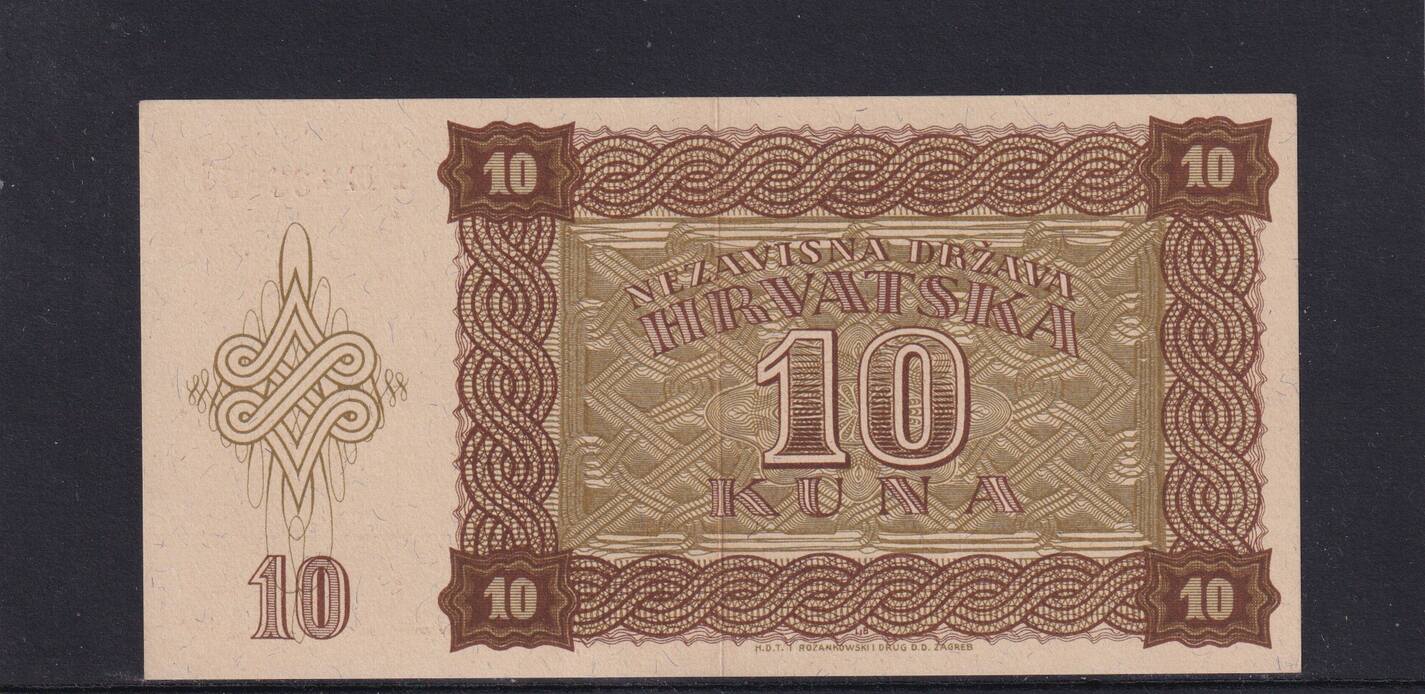 10 10
NEZAVISNA DRŽAVA
HRVATSKA
10
KUNA
10
10 10
H.D.T. I ROŽANKOWSKI I DRUG D.D. ZAGREB